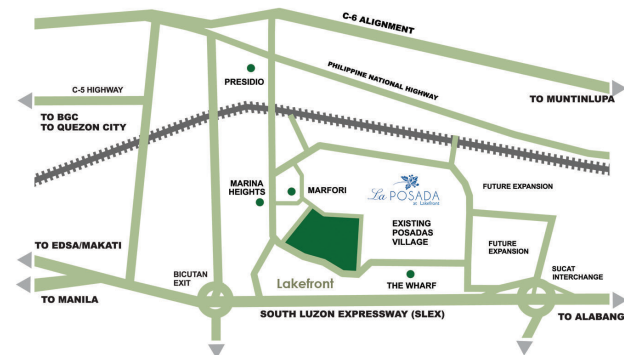 C-6 ALIGNMENT
PHILIPPINE NATIONAL HIGHWAY
PRESIDIO
C-5 HIGHWAY
TO MUNTINLUPA
TO BGC
TO QUEZON CITY
MARINA
HEIGHTS
MARFORI
La POSADA
at Lakefront
FUTURE EXPANSION
EXISTING
POSADAS
VILLAGE
FUTURE
EXPANSION
TO EDSA/MAKATI
BICUTAN
EXIT
SUCAT
INTERCHANGE
Lakefront
THE WHARF
TO MANILA
SOUTH LUZON EXPRESSWAY (SLEX)
TO ALABANG